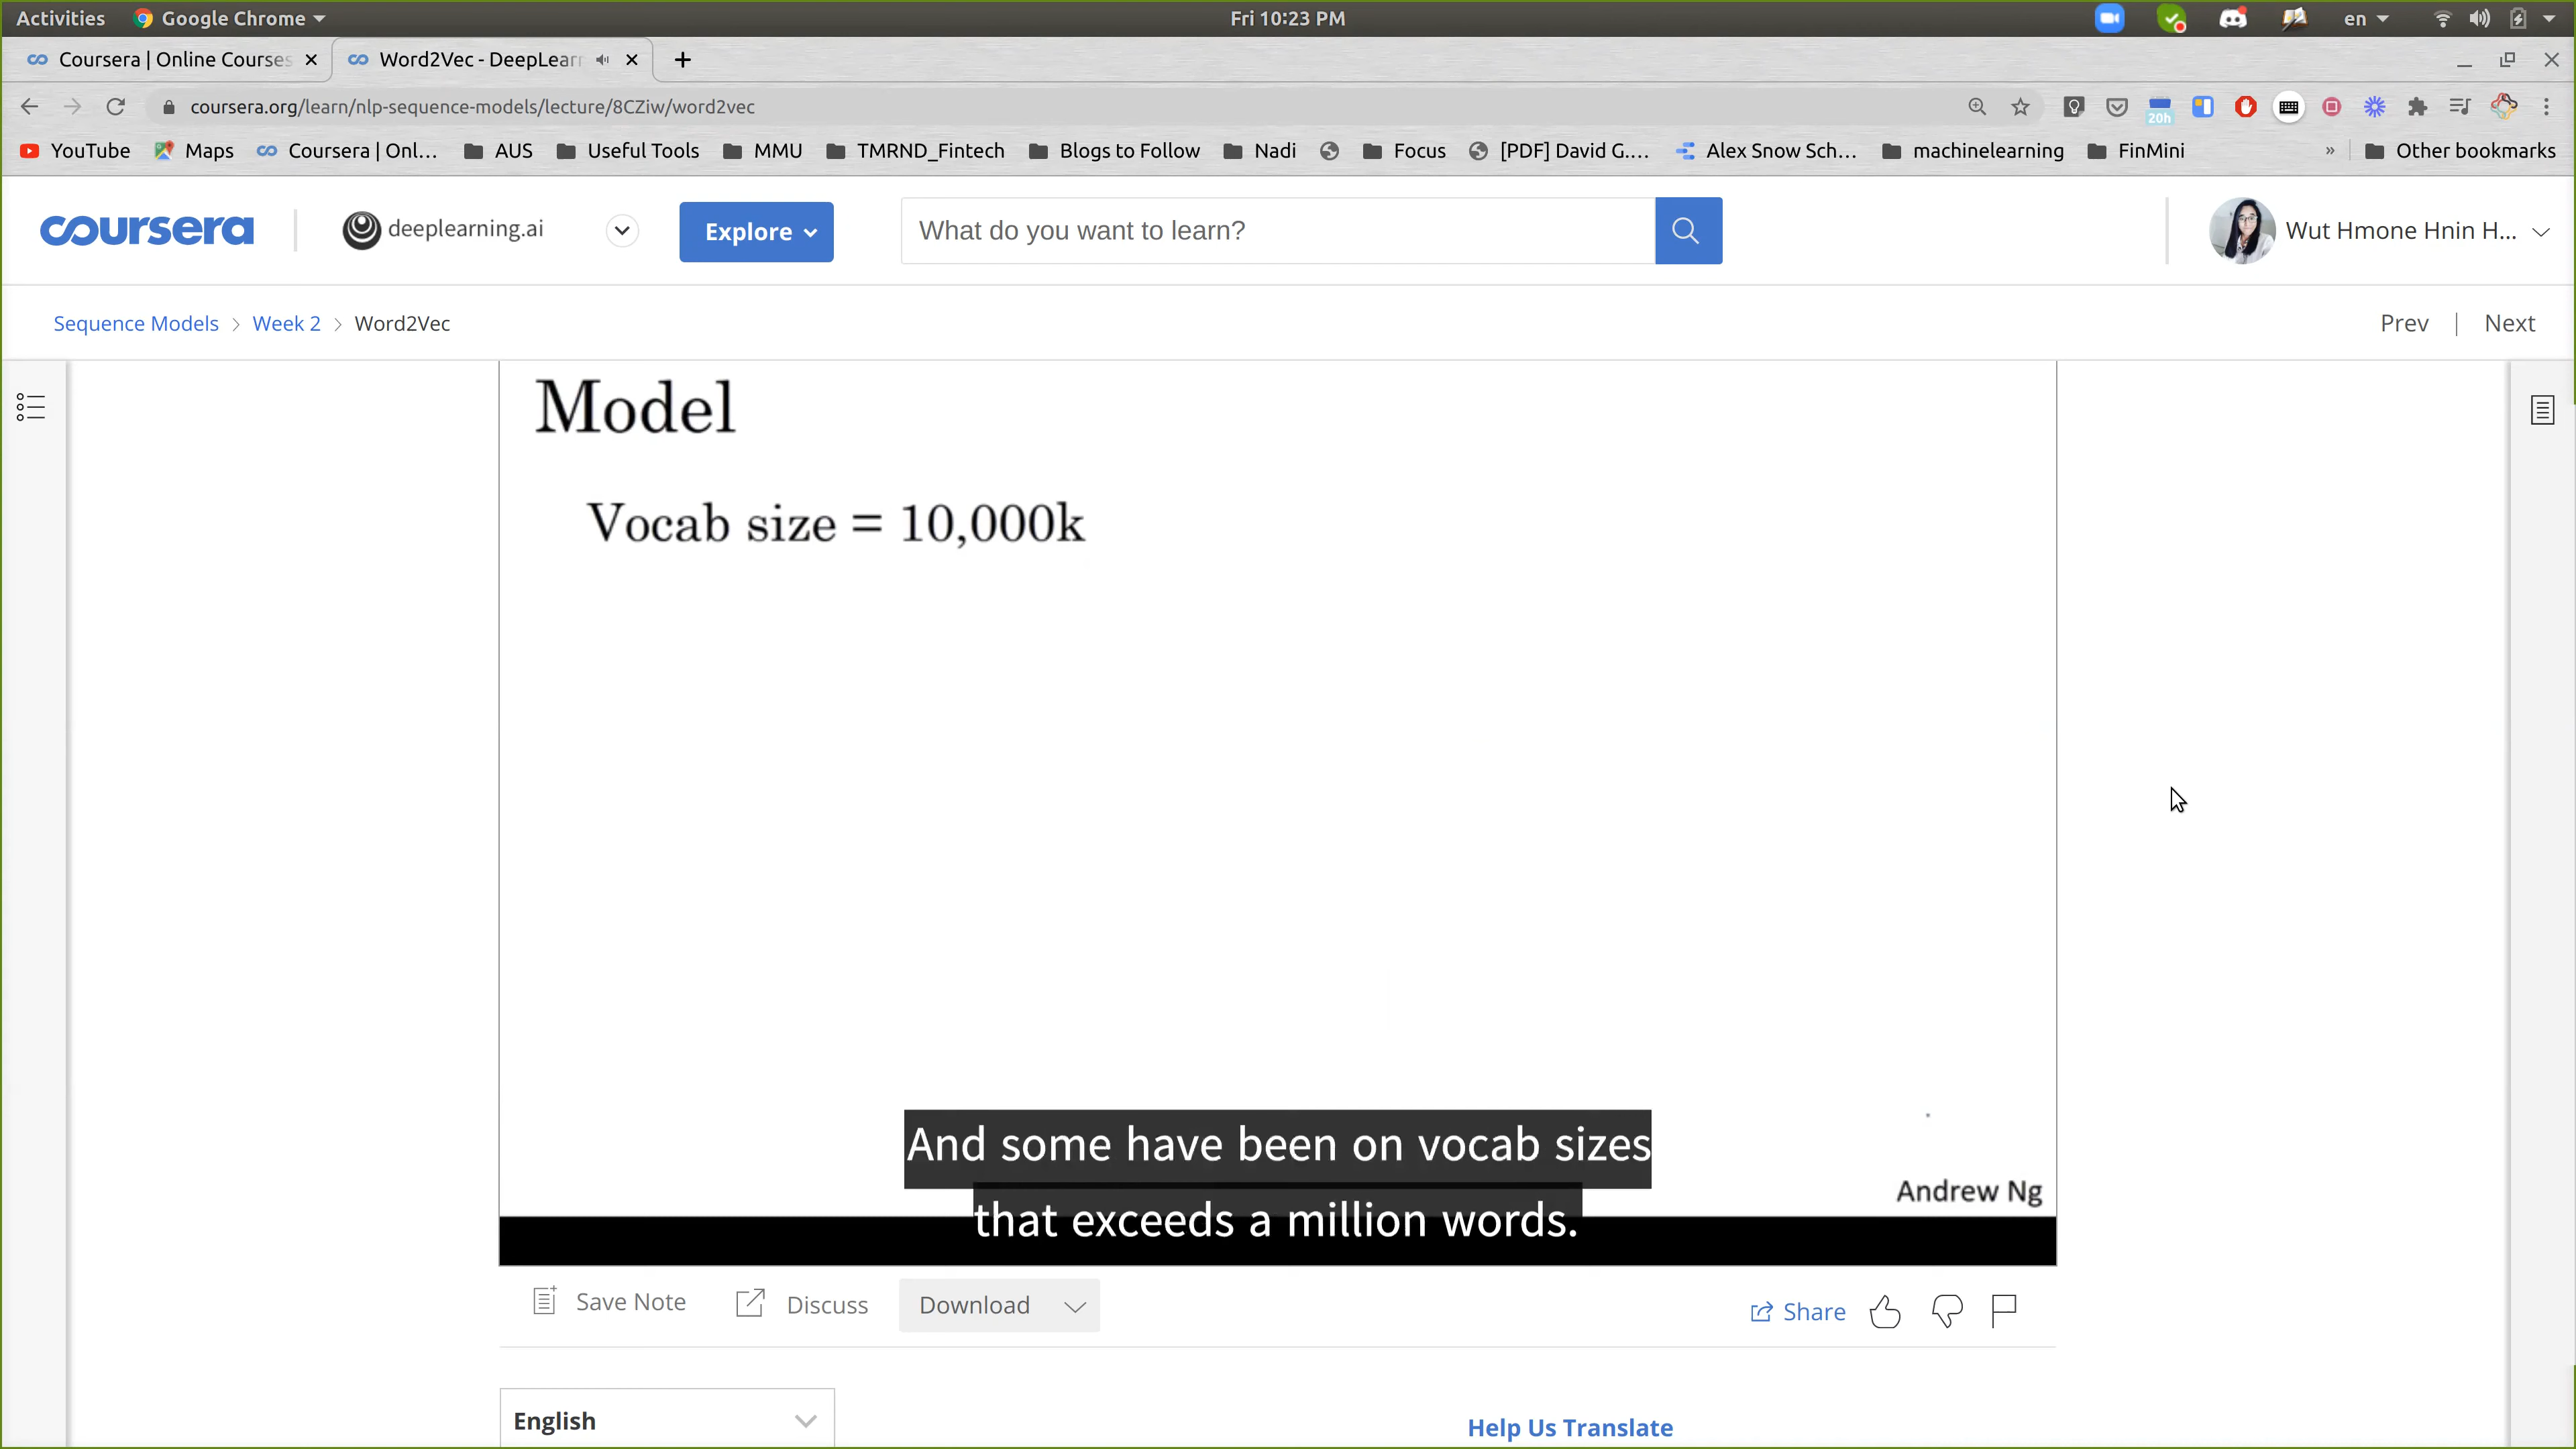 Activities Google Chrome Fri 10:23 PM en
Coursera | Online Courses Word2Vec - DeepLearn
coursera.org/learn/nlp-sequence-models/lecture/8CZiw/word2vec
20h
YouTube Maps Coursera | Onl... AUS Useful Tools MMU TMRND_Fintech Blogs to Follow Nadi Focus [PDF] David G.... Alex Snow Sch... machinelearning FinMini » Other bookmarks
coursera deeplearning.ai Explore What do you want to learn? Wut Hmone Hnin H...
Sequence Models > Week 2 > Word2Vec Prev | Next
Model
Vocab size = 10,000k
And some have been on vocab sizes
that exceeds a million words.
Andrew Ng
Save Note Discuss Download Share
English Help Us Translate